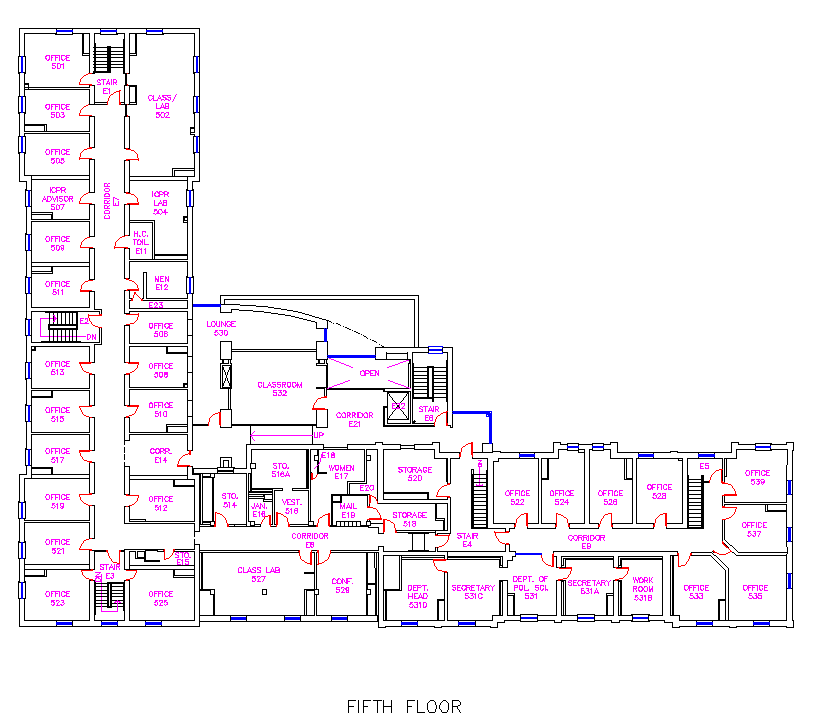 OFFICE
501
STAIR
E1
CLASS/
LAB
502
OFFICE
503
OFFICE
505
ICPR
ADVISOR
507
CORRIDOR
E7
ICPR
LAB
504
OFFICE
509
H.C.
TOIL
E11
OFFICE
511
MEN
E12
E23
E2
DN
OFFICE
506
LOUNGE
530
OFFICE
513
OFFICE
508
CLASSROOM
532
OPEN
OFFICE
515
OFFICE
510
CORRIDOR
E21
E22
STAIR
E6
UP
OFFICE
517
CORR.
E14
STO.
516A
E18
WOMEN
E17
E20
STORAGE
520
OFFICE
519
OFFICE
512
STO.
514
JAN.
E16
VEST.
516
MAIL
E19
STORAGE
518
OFFICE
522
OFFICE
524
OFFICE
526
OFFICE
528
E5
OFFICE
539
OFFICE
537
OFFICE
521
STO.
E15
CORRIDOR
E8
STAIR
E4
CORRIDOR
E9
STAIR
E3
OFFICE
523
OFFICE
525
CLASS LAB
527
CONF.
529
DEPT.
HEAD
531D
SECRETARY
531C
DEPT. OF
POL. SCI.
531
SECRETARY
531A
WORK
ROOM
531B
OFFICE
533
OFFICE
535
FIFTH FLOOR